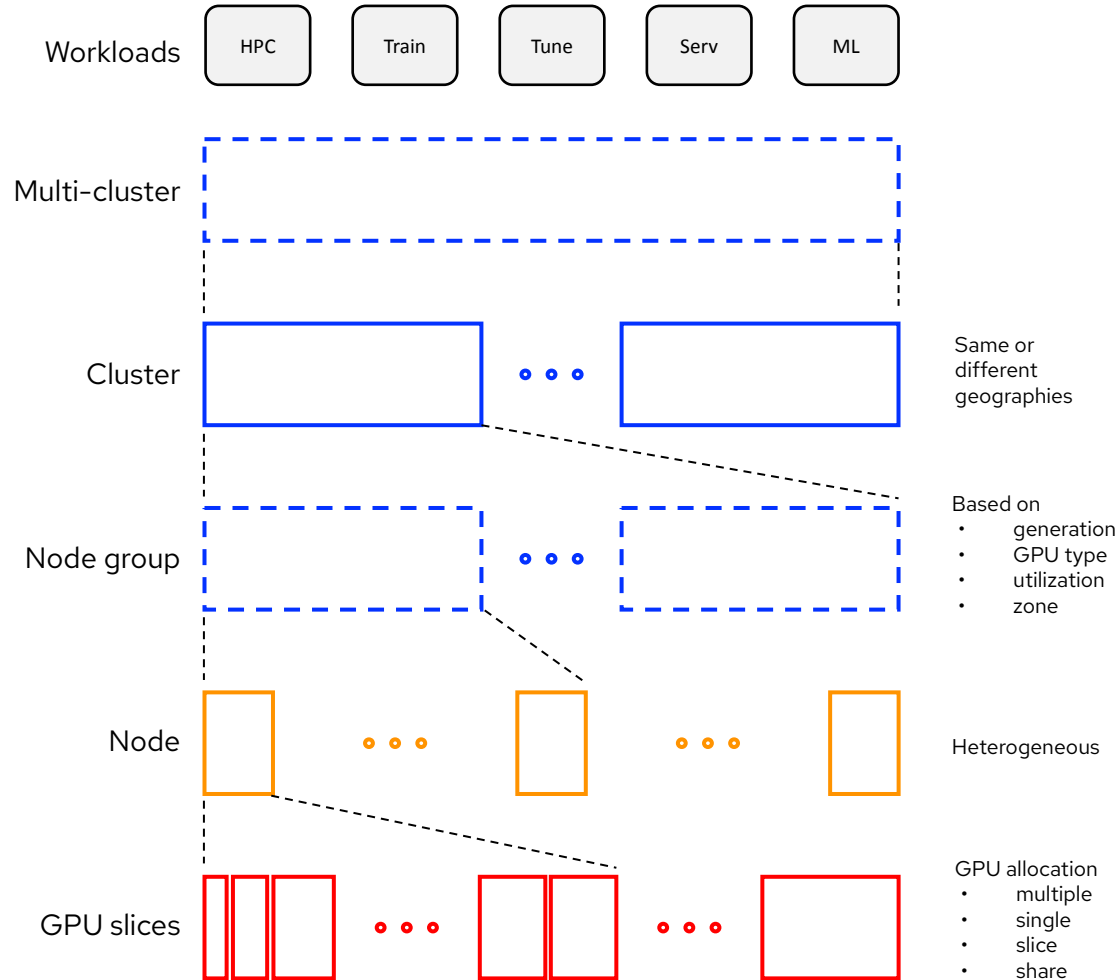 Workloads
HPC
Train
Tune
Serv
ML
Multi-cluster
Cluster
Same or
different
geographies
Node group
Based on
• generation
• GPU type
• utilization
• zone
Node
Heterogeneous
GPU slices
GPU allocation
• multiple
• single
• slice
• share